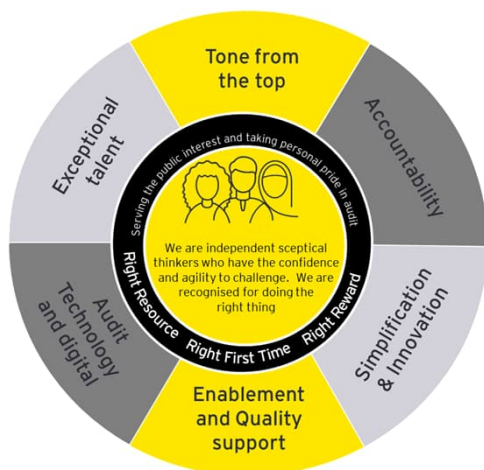 Tone from
the top
Accountability
Simplification
& Innovation
Enablement
and Quality
support
Audit
Technology
and digital
Exceptional
talent
Serving the public interest and taking personal pride in audit
We are independent sceptical
thinkers who have the confidence
and agility to challenge. We are
recognised for doing the
right thing
Right Resource Right First Time Right Reward